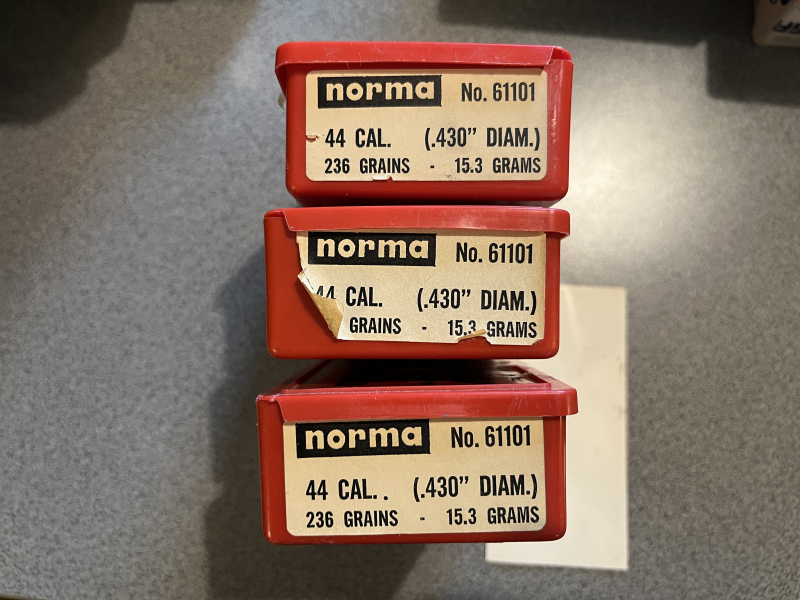 norma No. 61101
44 CAL. (.430" DIAM.)
236 GRAINS - 15.3 GRAMS
norma No. 61101
44 CAL. (.430" DIAM.)
GRAINS - 15.3 GRAMS
norma No. 61101
44 CAL.. (.430" DIAM.)
236 GRAINS - 15.3 GRAMS